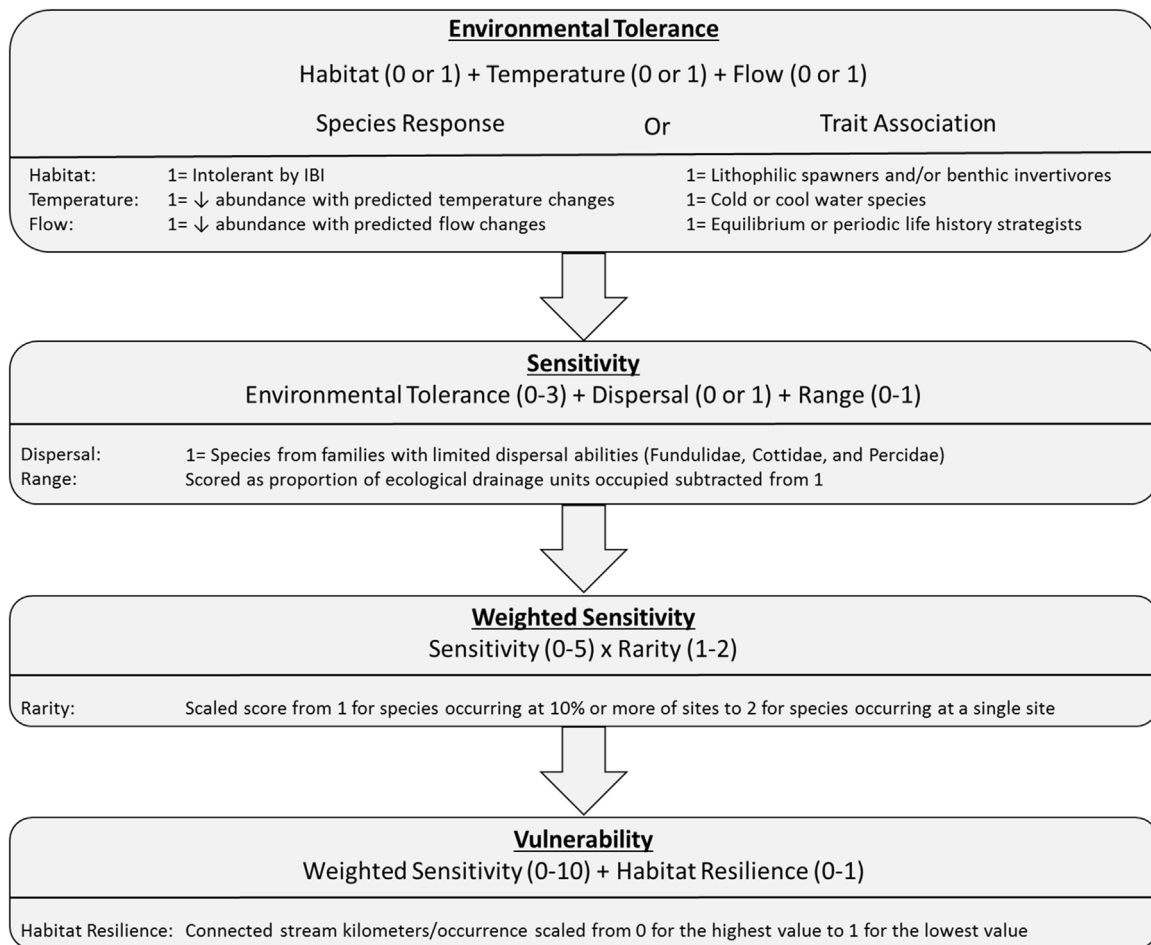 Environmental Tolerance
Habitat (0 or 1) + Temperature (0 or 1) + Flow (0 or 1)
Species Response Or Trait Association
Habitat: 1= Intolerant by IBI 1= Lithophilic spawners and/or benthic invertivores
Temperature: 1= ↓ abundance with predicted temperature changes 1= Cold or cool water species
Flow: 1= ↓ abundance with predicted flow changes 1= Equilibrium or periodic life history strategists
Sensitivity
Environmental Tolerance (0-3) + Dispersal (0 or 1) + Range (0-1)
Dispersal: 1= Species from families with limited dispersal abilities (Fundulidae, Cottidae, and Percidae)
Range: Scored as proportion of ecological drainage units occupied subtracted from 1
Weighted Sensitivity
Sensitivity (0-5) x Rarity (1-2)
Rarity: Scaled score from 1 for species occurring at 10% or more of sites to 2 for species occurring at a single site
Vulnerability
Weighted Sensitivity (0-10) + Habitat Resilience (0-1)
Habitat Resilience: Connected stream kilometers/occurrence scaled from 0 for the highest value to 1 for the lowest value